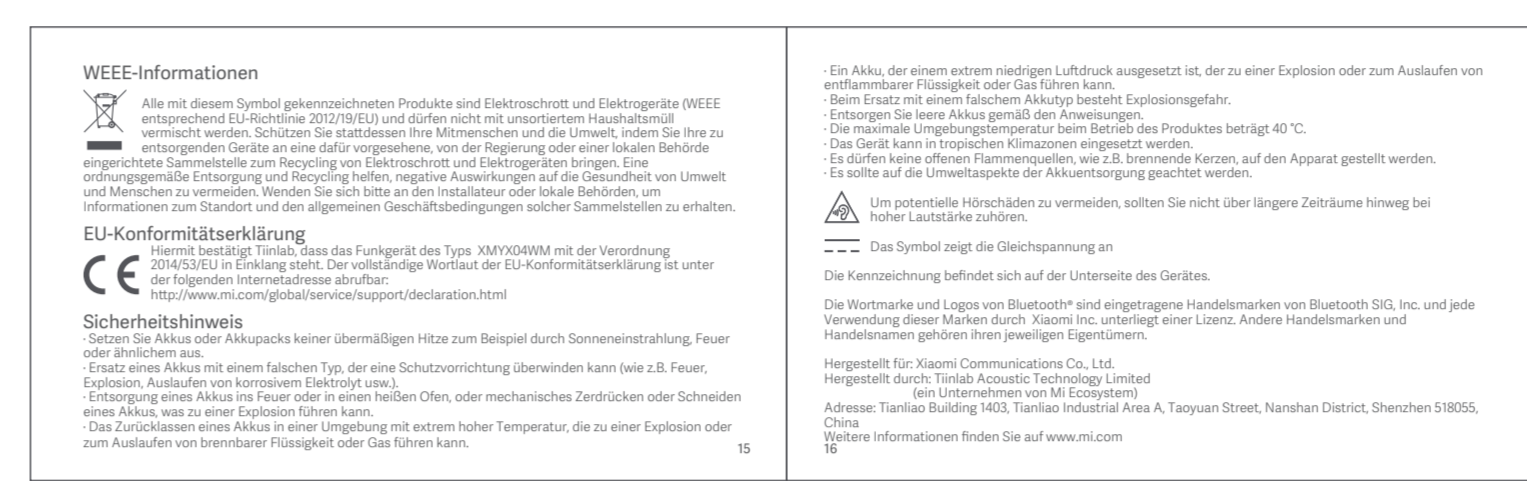 WEEE-Informationen
Alle mit diesem Symbol gekennzeichneten Produkte sind Elektroschrott und Elektrogeräte (WEEE
entsprechend EU-Richtlinie 2012/19/EU) und dürfen nicht mit unsortiertem Haushaltsmüll
vermischt werden. Schützen Sie stattdessen Ihre Mitmenschen und die Umwelt, indem Sie Ihre zu
entsorgenden Geräte an eine dafür vorgesehene, von der Regierung oder einer lokalen Behörde
eingerichtete Sammelstelle zum Recycling von Elektroschrott und Elektrogeräten bringen. Eine
ordnungsgemäße Entsorgung und Recycling helfen, negative Auswirkungen auf die Gesundheit von Umwelt
und Menschen zu vermeiden. Wenden Sie sich bitte an den Installateur oder lokale Behörden, um
Informationen zum Standort und den allgemeinen Geschäftsbedingungen solcher Sammelstellen zu erhalten.
EU-Konformitätserklärung
Hiermit bestätigt Tiinlab, dass das Funkgerät des Typs XMYX04WM mit der Verordnung
2014/53/EU in Einklang steht. Der vollständige Wortlaut der EU-Konformitätserklärung ist unter
der folgenden Internetadresse abrufbar:
http://www.mi.com/global/service/support/declaration.html
Sicherheitshinweis
· Setzen Sie Akkus oder Akkupacks keiner übermäßigen Hitze zum Beispiel durch Sonneneinstrahlung, Feuer
oder ähnlichem aus.
· Ersatz eines Akkus mit einem falschen Typ, der eine Schutzvorrichtung überwinden kann (wie z.B. Feuer,
Explosion, Auslaufen von korrosivem Elektrolyt usw.).
· Entsorgung eines Akkus ins Feuer oder in einen heißen Ofen, oder mechanisches Zerdrücken oder Schneiden
eines Akkus, was zu einer Explosion führen kann.
· Das Zurücklassen eines Akkus in einer Umgebung mit extrem hoher Temperatur, die zu einer Explosion oder
zum Auslaufen von brennbarer Flüssigkeit oder Gas führen kann.
15
· Ein Akku, der einem extrem niedrigen Luftdruck ausgesetzt ist, der zu einer Explosion oder zum Auslaufen von
entflammbarer Flüssigkeit oder Gas führen kann.
· Beim Ersatz mit einem falschem Akkutyp besteht Explosionsgefahr.
· Entsorgen Sie leere Akkus gemäß den Anweisungen.
· Die maximale Umgebungstemperatur beim Betrieb des Produktes beträgt 40 °C.
· Das Gerät kann in tropischen Klimazonen eingesetzt werden.
· Es dürfen keine offenen Flammenquellen, wie z.B. brennende Kerzen, auf den Apparat gestellt werden.
· Es sollte auf die Umweltaspekte der Akkuentsorgung geachtet werden.
Um potentielle Hörschäden zu vermeiden, sollten Sie nicht über längere Zeiträume hinweg bei
hoher Lautstärke zuhören.
Das Symbol zeigt die Gleichspannung an
Die Kennzeichnung befindet sich auf der Unterseite des Gerätes.
Die Wortmarke und Logos von Bluetooth® sind eingetragene Handelsmarken von Bluetooth SIG, Inc. und jede
Verwendung dieser Marken durch Xiaomi Inc. unterliegt einer Lizenz. Andere Handelsmarken und
Handelsnamen gehören ihren jeweiligen Eigentümern.
Hergestellt für: Xiaomi Communications Co., Ltd.
Hergestellt durch: Tiinlab Acoustic Technology Limited
(ein Unternehmen von Mi Ecosystem)
Adresse: Tianliao Building 1403, Tianliao Industrial Area A, Taoyuan Street, Nanshan District, Shenzhen 518055,
China
Weitere Informationen finden Sie auf www.mi.com
16